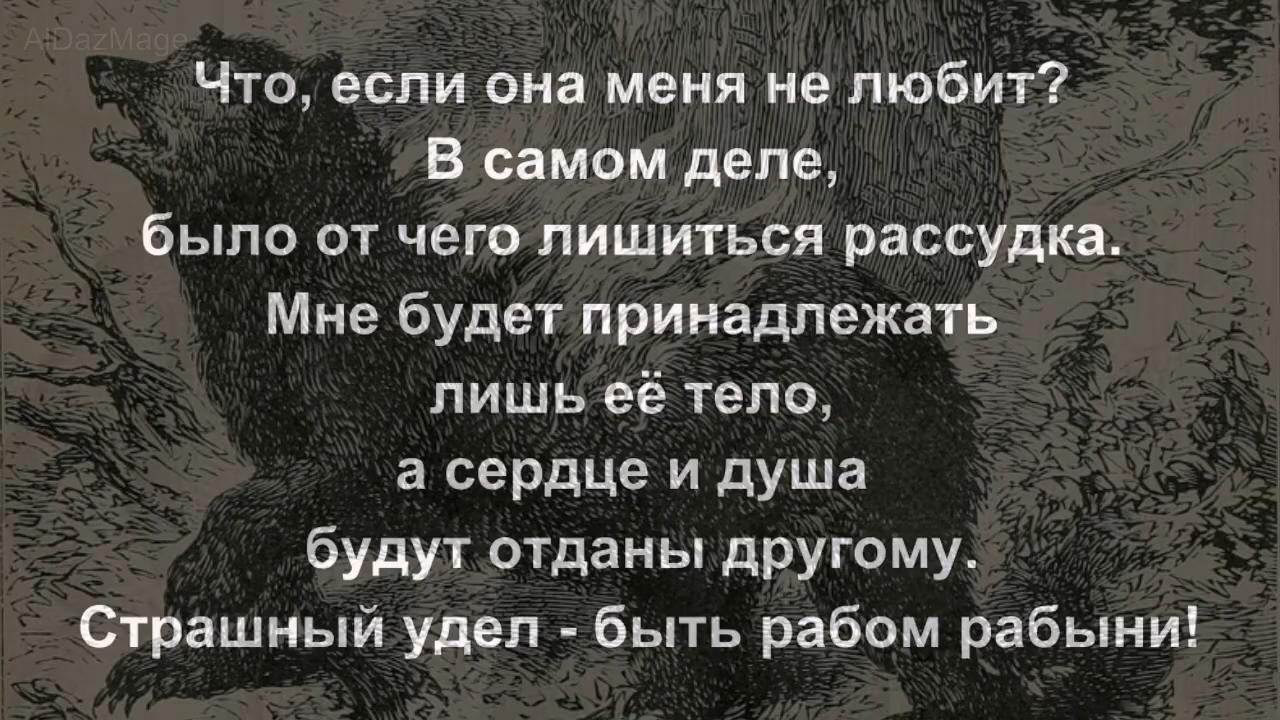 AlDazMage
Что, если она меня не любит?
В самом деле,
было от чего лишиться рассудка.
Мне будет принадлежать
лишь её тело,
а сердце и душа
будут отданы другому.
Страшный удел - быть рабом рабыни!